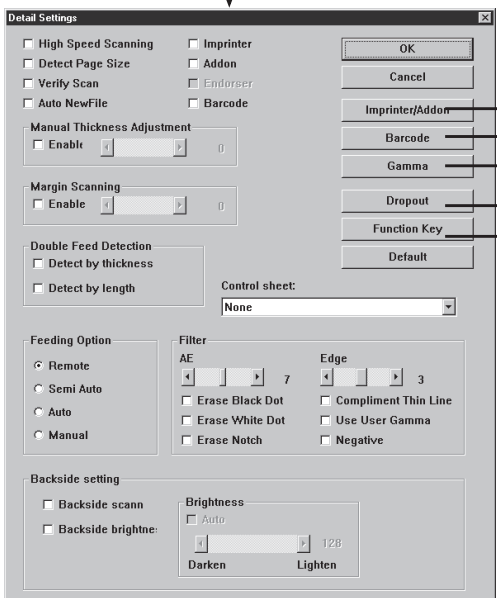 Detail Settings
High Speed Scanning
Detect Page Size
Verify Scan
Auto NewFile
Imprinter
Addon
Endorser
Barcode
OK
Cancel
Imprinter/Addon
Barcode
Gamma
Dropout
Function Key
Default
Manual Thickness Adjustment
Enable 0
Margin Scanning
Enable 0
Double Feed Detection
Detect by thickness
Detect by length
Control sheet:
None
Feeding Option
Remote
Semi Auto
Auto
Manual
Filter
AE
7
Erase Black Dot
Erase White Dot
Erase Notch
Edge
3
Compliment Thin Line
Use User Gamma
Negative
Backside setting
Backside scann
Backside brightne
Brightness
Auto
128
Darken Lighten